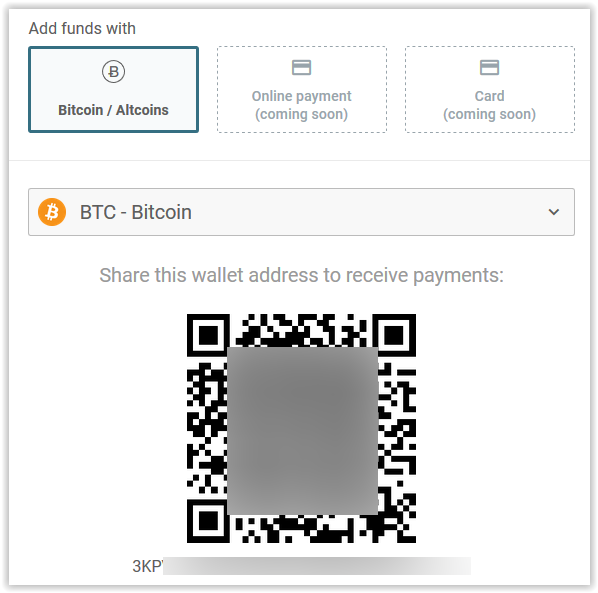 Add funds with
Bitcoin / Altcoins
Online payment
(coming soon)
Card
(coming soon)
BTC - Bitcoin
Share this wallet address to receive payments:
3KP